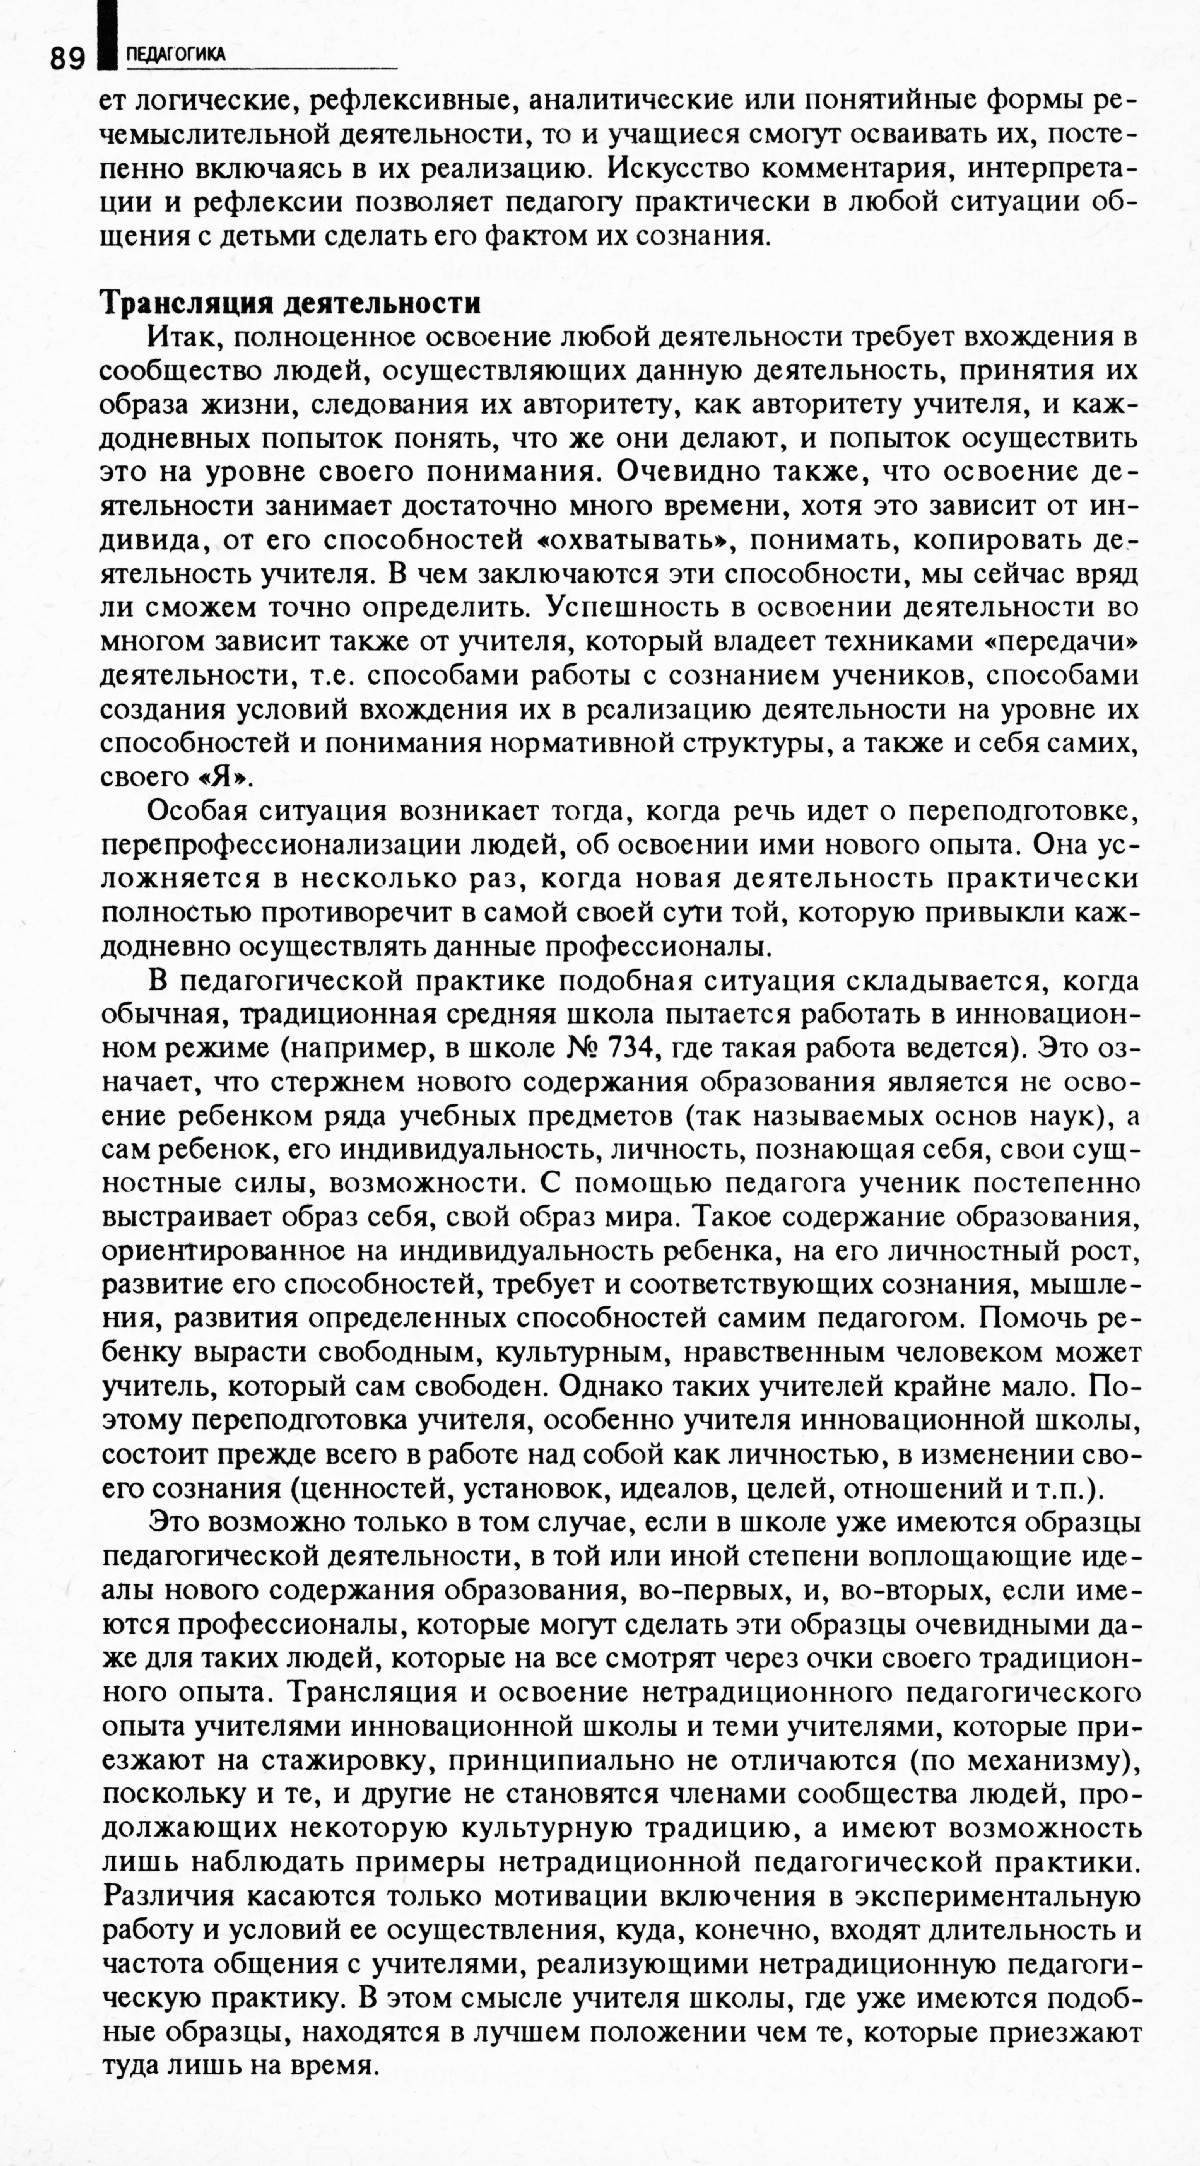 89 ПЕДАГОГИКА
ет логические, рефлексивные, аналитические или понятийные формы ре-
чемыслительной деятельности, то и учащиеся смогут осваивать их, посте-
пенно включаясь в их реализацию. Искусство комментария, интерпрета-
ции и рефлексии позволяет педагогу практически в любой ситуации об-
щения с детьми сделать его фактом их сознания.
Трансляция деятельности
Итак, полноценное освоение любой деятельности требует вхождения в
сообщество людей, осуществляющих данную деятельность, принятия их
образа жизни, следования их авторитету, как авторитету учителя, и каж-
додневных попыток понять, что же они делают, и попыток осуществить
это на уровне своего понимания. Очевидно также, что освоение де-
ятельности занимает достаточно много времени, хотя это зависит от ин-
дивида, от его способностей «охватывать», понимать, копировать де-
ятельность учителя. В чем заключаются эти способности, мы сейчас вряд
ли сможем точно определить. Успешность в освоении деятельности во
многом зависит также от учителя, который владеет техниками «передачи»
деятельности, т.е. способами работы с сознанием учеников, способами
создания условий вхождения их в реализацию деятельности на уровне их
способностей и понимания нормативной структуры, а также и себя самих,
своего «Я».
Особая ситуация возникает тогда, когда речь идет о переподготовке,
перепрофессионализации людей, об освоении ими нового опыта. Она ус-
ложняется в несколько раз, когда новая деятельность практически
полностью противоречит в самой своей сути той, которую привыкли каж-
додневно осуществлять данные профессионалы.
В педагогической практике подобная ситуация складывается, когда
обычная, традиционная средняя школа пытается работать в инновацион-
ном режиме (например, в школе № 734, где такая работа ведется). Это оз-
начает, что стержнем нового содержания образования является не осво-
ение ребенком ряда учебных предметов (так называемых основ наук), а
сам ребенок, его индивидуальность, личность, познающая себя, свои сущ-
ностные силы, возможности. С помощью педагога ученик постепенно
выстраивает образ себя, свой образ мира. Такое содержание образования,
ориентированное на индивидуальность ребенка, на его личностный рост,
развитие его способностей, требует и соответствующих сознания, мышле-
ния, развития определенных способностей самим педагогом. Помочь ре-
бенку вырасти свободным, культурным, нравственным человеком может
учитель, который сам свободен. Однако таких учителей крайне мало. По-
этому переподготовка учителя, особенно учителя инновационной школы,
состоит прежде всего в работе над собой как личностью, в изменении сво-
его сознания (ценностей, установок, идеалов, целей, отношений и т.п.).
Это возможно только в том случае, если в школе уже имеются образцы
педагогической деятельности, в той или иной степени воплощающие иде-
алы нового содержания образования, во-первых, и, во-вторых, если име-
ются профессионалы, которые могут сделать эти образцы очевидными да-
же для таких людей, которые на все смотрят через очки своего традицион-
ного опыта. Трансляция и освоение нетрадиционного педагогического
опыта учителями инновационной школы и теми учителями, которые при-
езжают на стажировку, принципиально не отличаются (по механизму),
поскольку и те, и другие не становятся членами сообщества людей, про-
должающих некоторую культурную традицию, а имеют возможность
лишь наблюдать примеры нетрадиционной педагогической практики.
Различия касаются только мотивации включения в экспериментальную
работу и условий ее осуществления, куда, конечно, входят длительность и
частота общения с учителями, реализующими нетрадиционную педагоги-
ческую практику. В этом смысле учителя школы, где уже имеются подоб-
ные образцы, находятся в лучшем положении чем те, которые приезжают
туда лишь на время.